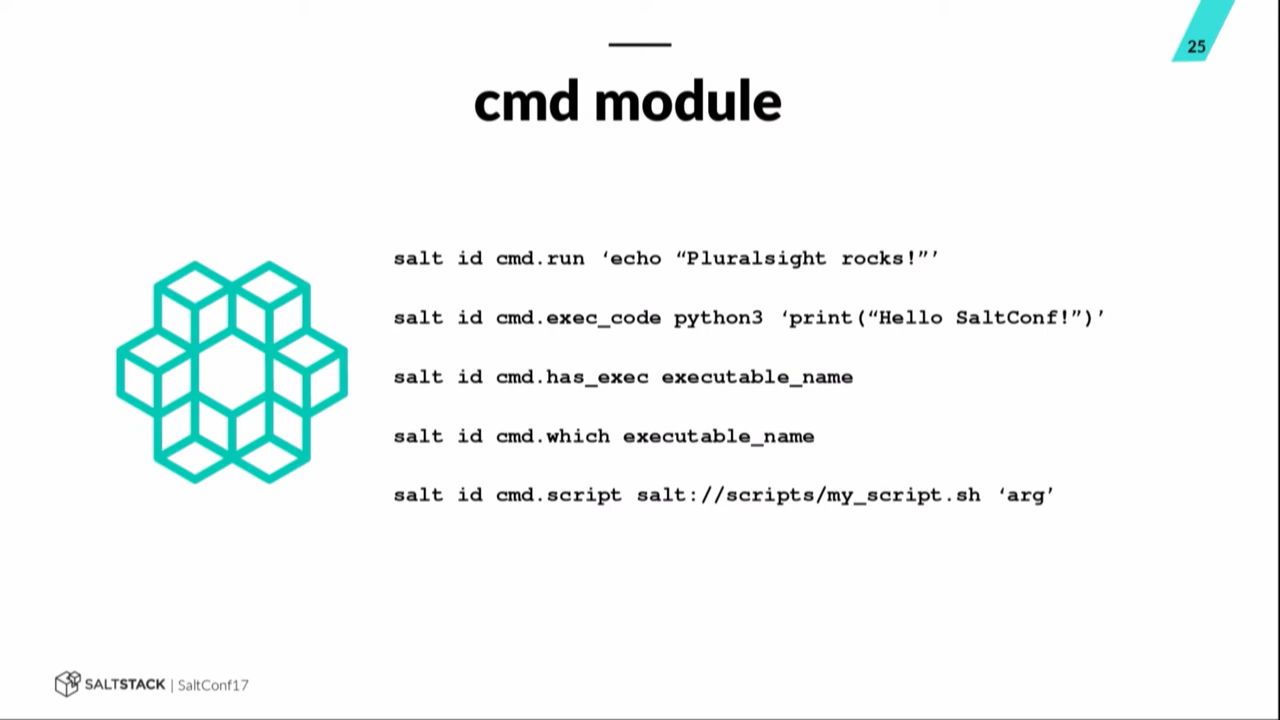 25
cmd module
salt id cmd.run ‘echo “Pluralsight rocks!”’
salt id cmd.exec_code python3 ‘print(“Hello SaltConf!”)’
salt id cmd.has_exec executable_name
salt id cmd.which executable_name
salt id cmd.script salt://scripts/my_script.sh ‘arg’
SALTSTACK | SaltConf17